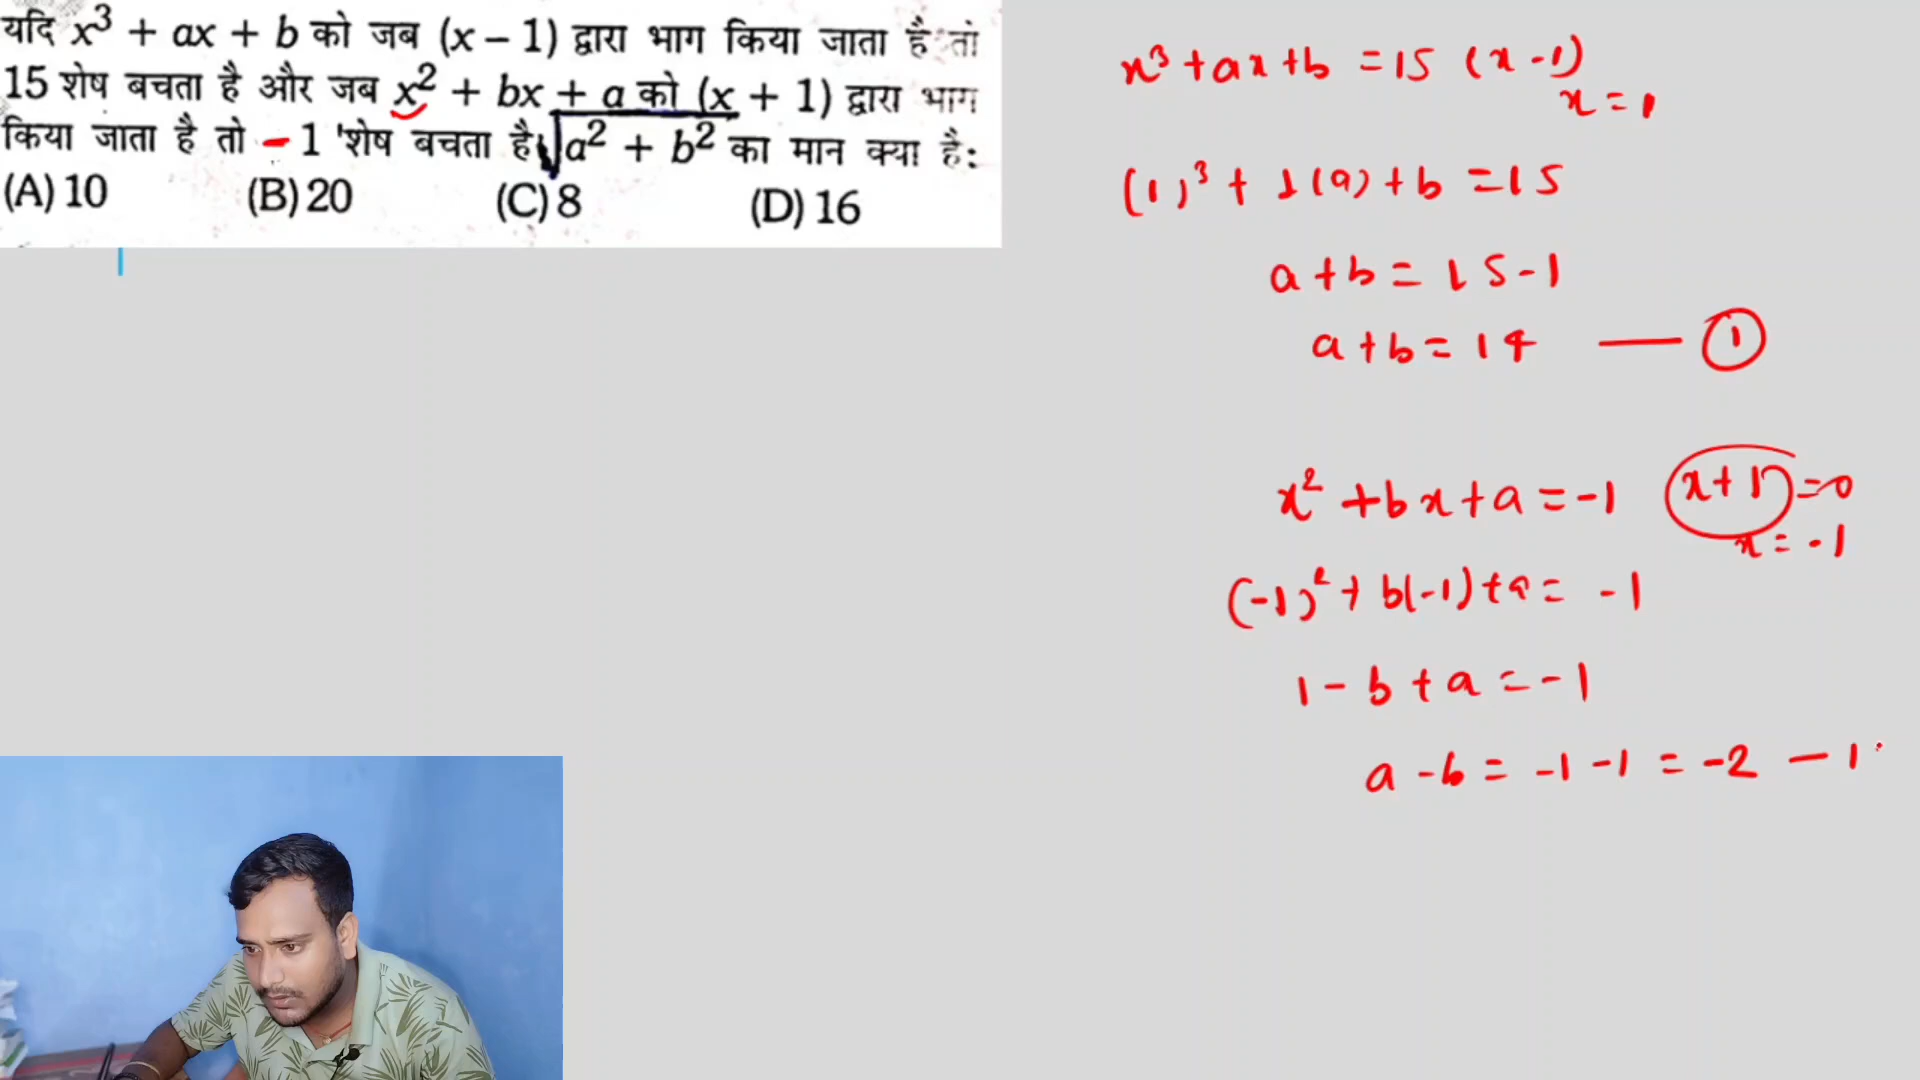 यदि x³ + ax + b को जब (x – 1) द्वारा भाग किया जाता है तो
15 शेष बचता है और जब x² + bx + a को (x + 1) द्वारा भाग
किया जाता है तो - 1 शेष बचता है √a² + b² का मान क्या है:
(A) 10 (B) 20 (C) 8 (D) 16
x³ + ax + b = 15 (x - 1)
x = 1
(1)³ + 1(a) + b = 15
a + b = 15 - 1
a + b = 14 — 1
x² + bx + a = -1 x + 1 = 0
x = -1
(-1)² + b(-1) + a = -1
1 - b + a = -1
a - b = -1 - 1 = -2 — 1